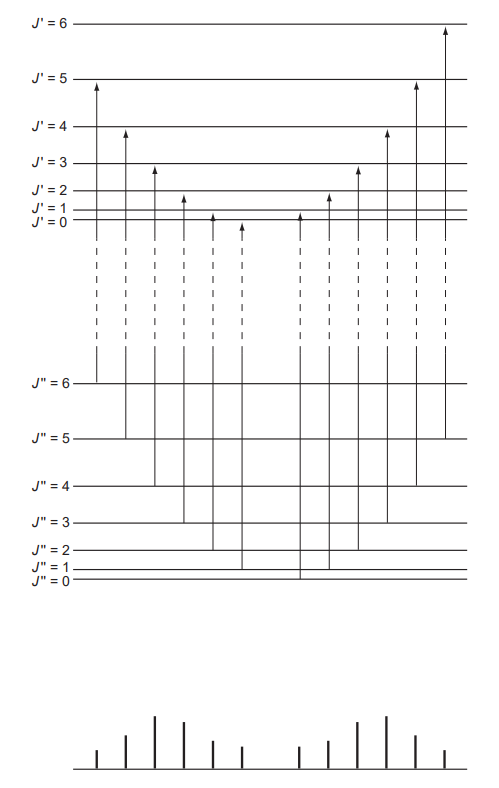 J' = 6
J' = 5
J' = 4
J' = 3
J' = 2
J' = 1
J' = 0
J" = 6
J" = 5
J" = 4
J" = 3
J" = 2
J" = 1
J" = 0